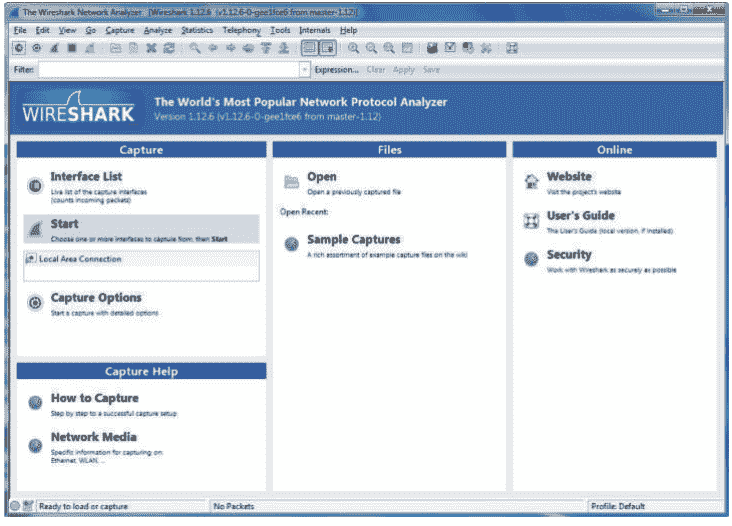 The Wireshark Network Analyzer [Wireshark 1.12.6 (v1.12.6-0-gee1fce6 from master-1.12)]
File Edit View Go Capture Analyze Statistics Telephony Tools Internals Help
Filter: Expression... Clear Apply Save
WIRESHARK
The World's Most Popular Network Protocol Analyzer
Version 1.12.6 (v1.12.6-0-gee1fce6 from master-1.12)
Capture
Interface List
Live list of the capture interfaces
(counts incoming packets)
Start
Choose one or more interfaces to capture from, then Start
Local Area Connection
Capture Options
Start a capture with detailed options
Capture Help
How to Capture
Step by step to a successful capture setup
Network Media
Specific information for capturing on:
Ethernet, WLAN, ...
Files
Open
Open a previously captured file
Open Recent:
Sample Captures
A rich assortment of example capture files on the wiki
Online
Website
Visit the project's website
User's Guide
The User's Guide (local version, if installed)
Security
Work with Wireshark as securely as possible
Ready to load or capture
No Packets
Profile: Default